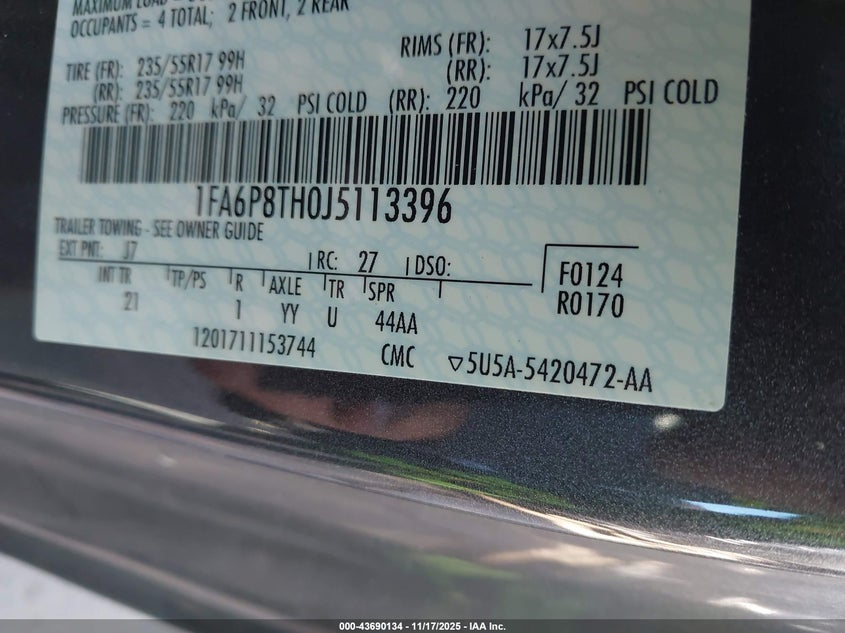 MAXIMUM LOAD =
OCCUPANTS = 4 TOTAL; 2 FRONT, 2 REAR
TIRE (FR): 235/55R17 99H RIMS (FR): 17x7.5J
(RR): 235/55R17 99H (RR): 17x7.5J
PRESSURE (FR): 220 kPa/ 32 PSI COLD (RR): 220 kPa/ 32 PSI COLD
1FA6P8TH0J5113396
TRAILER TOWING - SEE OWNER GUIDE
EXT PNT: J7 RC: 27 DSO: F0124
INT TR TP/PS R AXLE TR SPR R0170
21 1 YY U 44AA
1201711153744 CMC ▽5U5A-5420472-AA
000-43690134 - 11/17/2025 - IAA Inc.